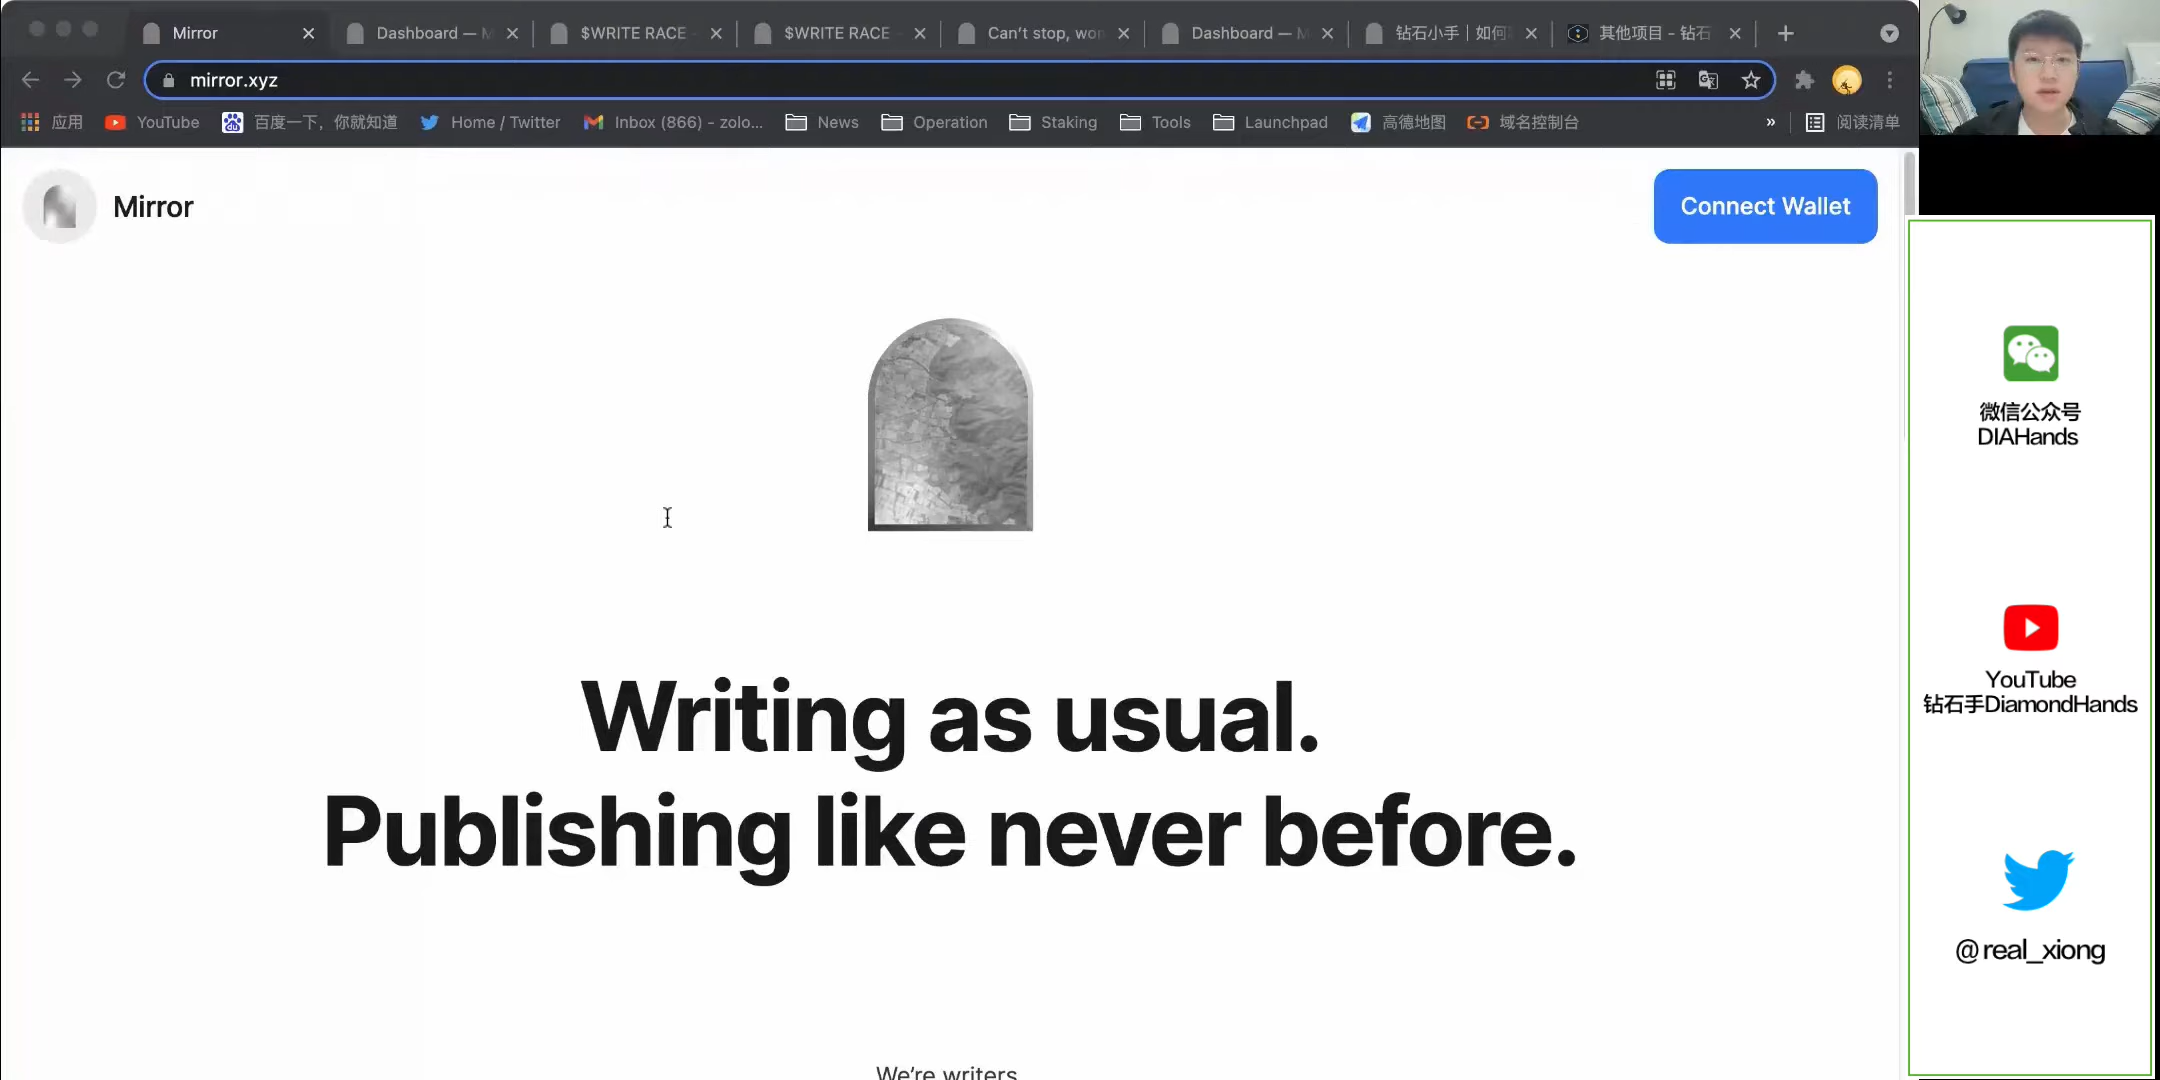 Mirror
Dashboard — M
$WRITE RACE
$WRITE RACE
Can't stop, won
Dashboard — M
钻石小手 | 如何
其他项目 - 钻石
mirror.xyz
应用
YouTube
百度一下，你就知道
Home / Twitter
Inbox (866) - zolo...
News
Operation
Staking
Tools
Launchpad
高德地图
域名控制台
»
阅读清单
Mirror
Connect Wallet
Writing as usual.
Publishing like never before.
We're writers
微信公众号
DIAHands
YouTube
钻石手DiamondHands
@real_xiong